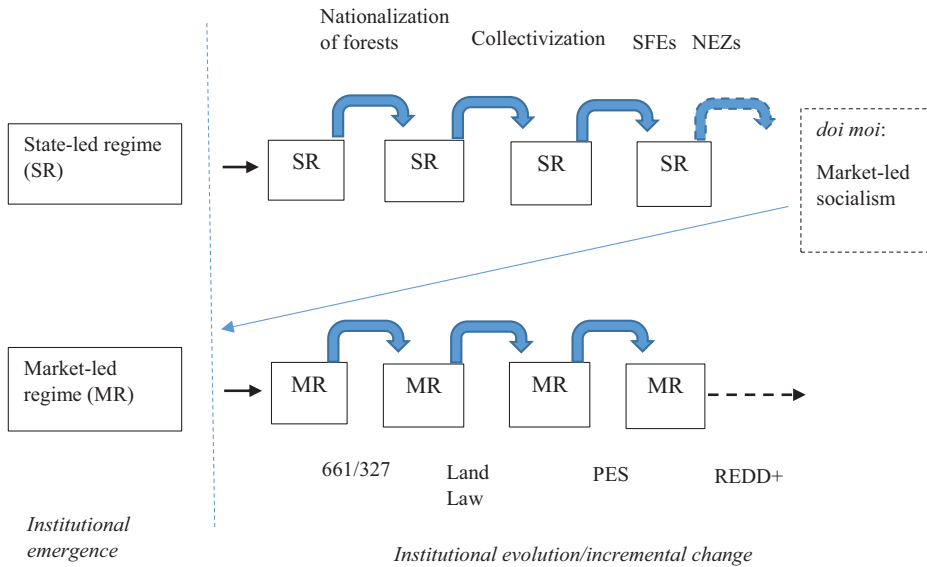 Nationalization
of forests
Collectivization
SFEs
NEZs
State-led regime
(SR)
SR
SR
SR
SR
doi moi:
Market-led
socialism
Market-led
regime (MR)
MR
MR
MR
MR
661/327
Land
Law
PES
REDD+
Institutional
emergence
Institutional evolution/incremental change